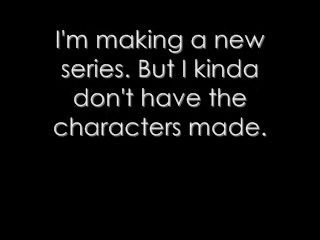 I'm making a new
series. But I kinda
don't have the
characters made.